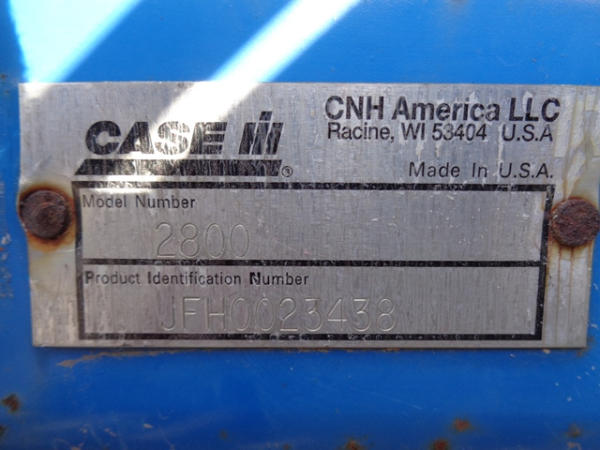 CASE IH
®
CNH America LLC
Racine, WI 53404 U.S.A
Made In U.S.A.
Model Number
2800
Product Identification Number
JFH0023438